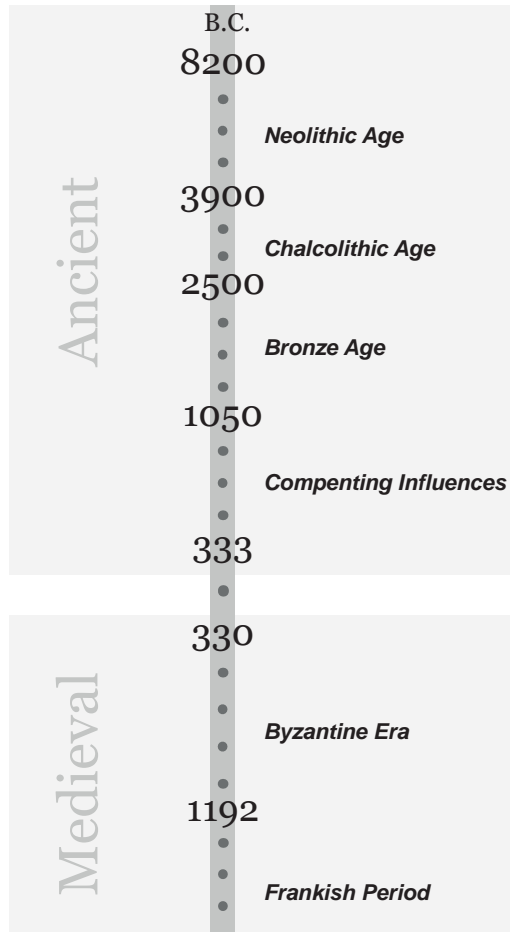 B.C.
8200
Neolithic Age
3900
Chalcolithic Age
2500
Bronze Age
1050
Compenting Influences
333
Ancient
330
Byzantine Era
1192
Frankish Period
Medieval